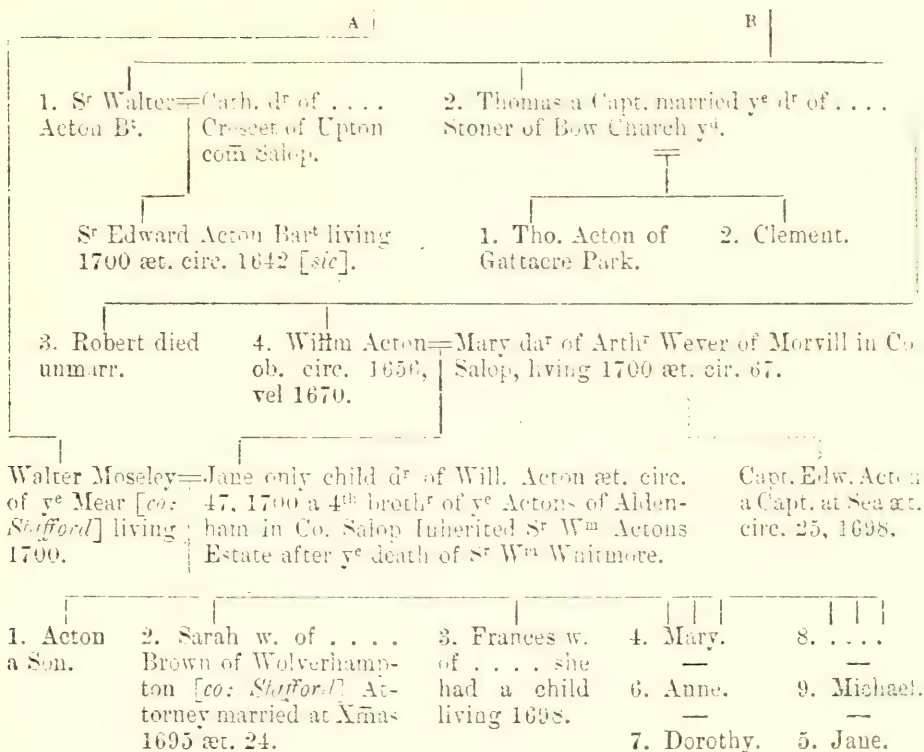 A
B
1. Sʳ Walter=Cath. dʳ of . . . .
Acton Bᵗ.
Cresset of Upton
com̄ Salop.
2. Thomas a Capt. married yᵉ dʳ of . . . .
Stoner of Bow Church yᵈ.
Sʳ Edward Acton Barᵗ living
1700 æt. circ. 1642 [sic].
1. Tho. Acton of
Gattacre Park.
2. Clement.
3. Robert died
unmarr.
4. Willm Acton=Mary daʳ of Arthʳ Wever of Morvill in Co
ob. circ. 1656,
vel 1670.
Salop, living 1700 æt. cir. 67.
Walter Moseley=Jane only child dʳ of Will. Acton æt. circ.
of yᵉ Mear [co:
Stafford] living
1700.
47, 1700 a 4ᵗʰ brothʳ of yᵉ Actons of Alden-
ham in Co. Salop Inherited Sʳ Wᵐ Actons
Estate after yᵉ death of Sʳ Wᵐ Whitmore.
Capt. Edw. Acton
a Capt. at Sea æt.
circ. 25, 1698.
1. Acton
a Son.
2. Sarah w. of . . . .
Brown of Wolverhamp-
ton [co: Stafford] At-
torney married at Xm̄as
1695 æt. 24.
3. Frances w.
of . . . . she
had a child
living 1698.
4. Mary.
—
6. Anne.
—
7. Dorothy.
8. . . . .
—
9. Michael.
—
5. Jane.